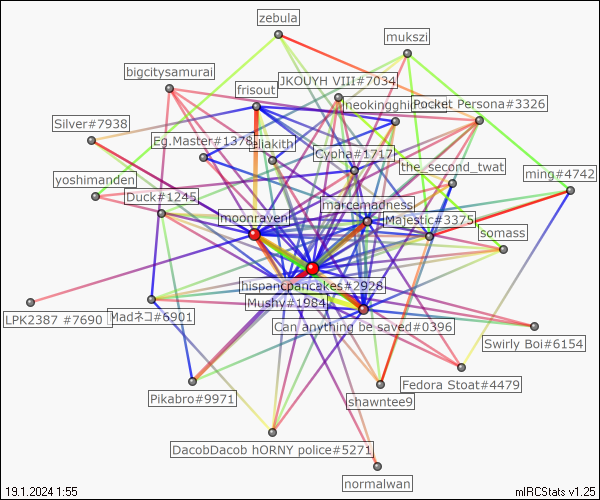 zebula
mukszi
bigcitysamurai
JKOUYH VIII#7034
frisout
Pocket Persona#3326
Silver#7938
Eg.Master#1378
eliakith
Cypha#1717
the_second_twat
yoshimanden
Duck#1245
ming#4742
marcemadness
moonraven
Majestic#3375
somass
hispancpancakes#2928
Mushy#1984
LPK2387 #7690
Madネコ#6901
Can anything be saved#0396
Swirly Boi#6154
Pikabro#9971
Fedora Stoat#4479
shawntee9
DacobDacob hORNY police#5271
normalwan
19.1.2024 1:55
mIRCStats v1.25